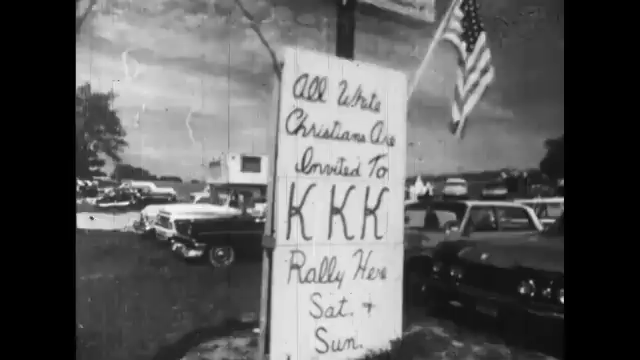 All White
Christians Are
Invited To
KKK
Rally Here
Sat. +
Sun.